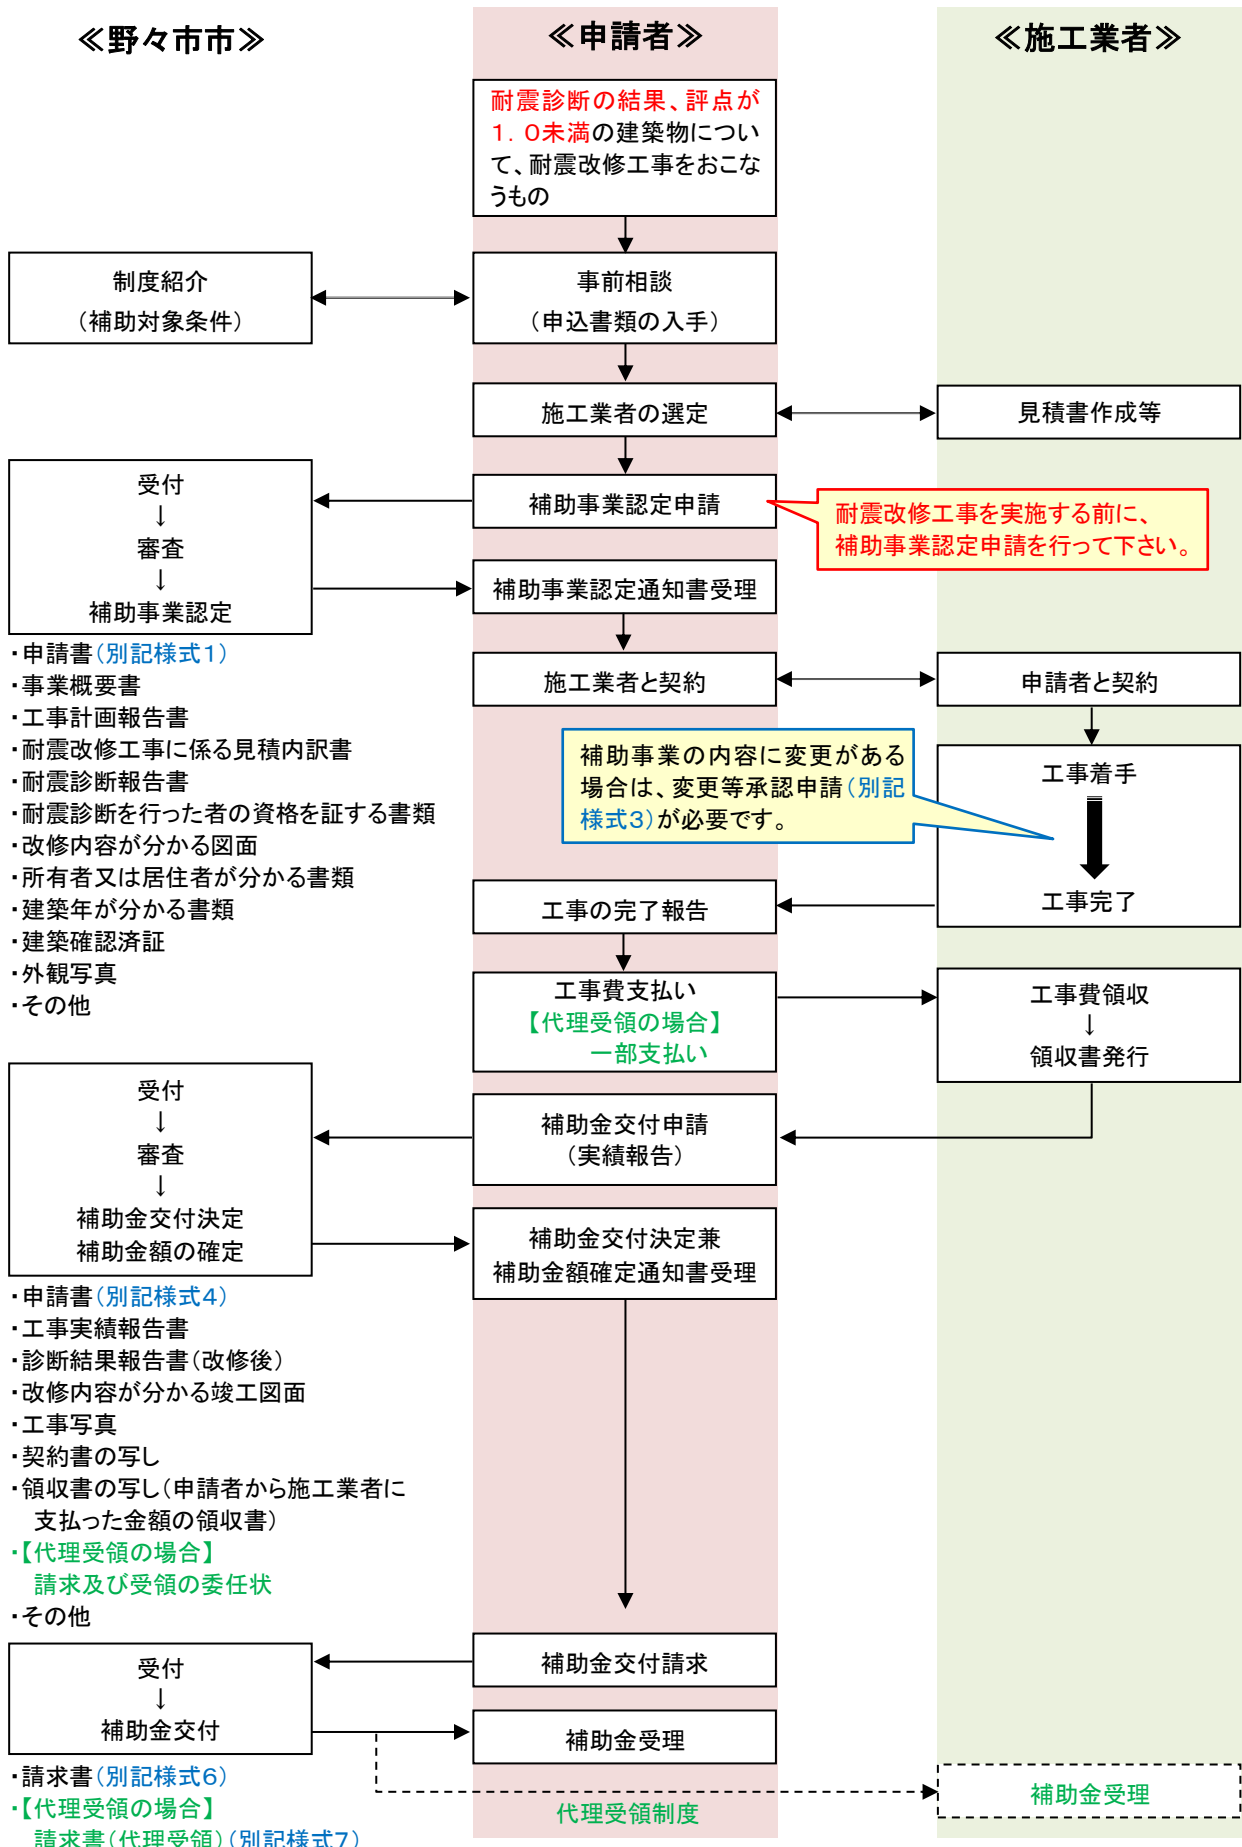 ≪野々市市≫
≪申請者≫
≪施工業者≫
耐震診断の結果、評点が
１．０未満の建築物につい
て、耐震改修工事をおこな
うもの
制度紹介
（補助対象条件）
事前相談
（申込書類の入手）
施工業者の選定
見積書作成等
受付
↓
審査
↓
補助事業認定
補助事業認定申請
耐震改修工事を実施する前に、
補助事業認定申請を行って下さい。
補助事業認定通知書受理
・申請書（別記様式１）
・事業概要書
・工事計画報告書
・耐震改修工事に係る見積内訳書
・耐震診断報告書
・耐震診断を行った者の資格を証する書類
・改修内容が分かる図面
・所有者又は居住者が分かる書類
・建築年が分かる書類
・建築確認済証
・外観写真
・その他
施工業者と契約
申請者と契約
補助事業の内容に変更がある
場合は、変更等承認申請（別記
様式３）が必要です。
工事着手
工事完了
工事の完了報告
工事費支払い
【代理受領の場合】
一部支払い
工事費領収
↓
領収書発行
受付
↓
審査
↓
補助金交付決定
補助金額の確定
補助金交付申請
（実績報告）
補助金交付決定兼
補助金額確定通知書受理
・申請書（別記様式４）
・工事実績報告書
・診断結果報告書（改修後）
・改修内容が分かる竣工図面
・工事写真
・契約書の写し
・領収書の写し（申請者から施工業者に
支払った金額の領収書）
・【代理受領の場合】
請求及び受領の委任状
・その他
受付
↓
補助金交付
補助金交付請求
補助金受理
・請求書（別記様式６）
・【代理受領の場合】
請求書（代理受領）（別記様式７）
代理受領制度
補助金受理